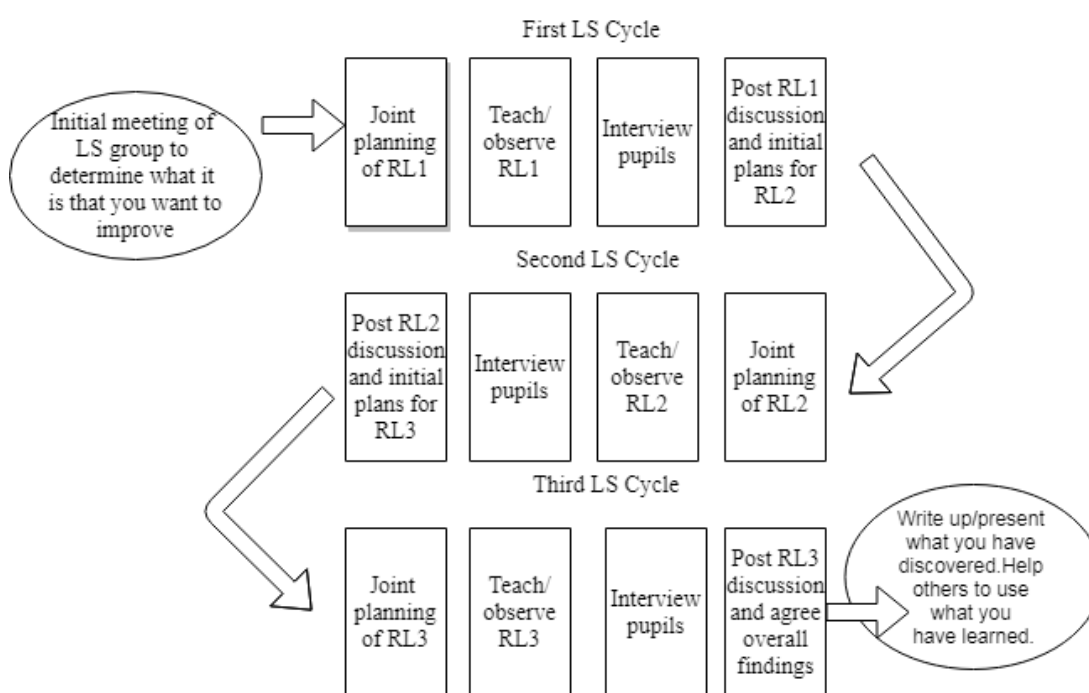 First LS Cycle
Initial meeting of
LS group to
determine what it
is that you want to
improve
Joint
planning
of RL1
Teach/
observe
RL1
Interview
pupils
Post RL1
discussion
and initial
plans for
RL2
Second LS Cycle
Post RL2
discussion
and initial
plans for
RL3
Interview
pupils
Teach/
observe
RL2
Joint
planning
of RL2
Third LS Cycle
Joint
planning
of RL3
Teach/
observe
RL3
Interview
pupils
Post RL3
discussion
and agree
overall
findings
Write up/present
what you have
discovered.Help
others to use
what you
have learned.